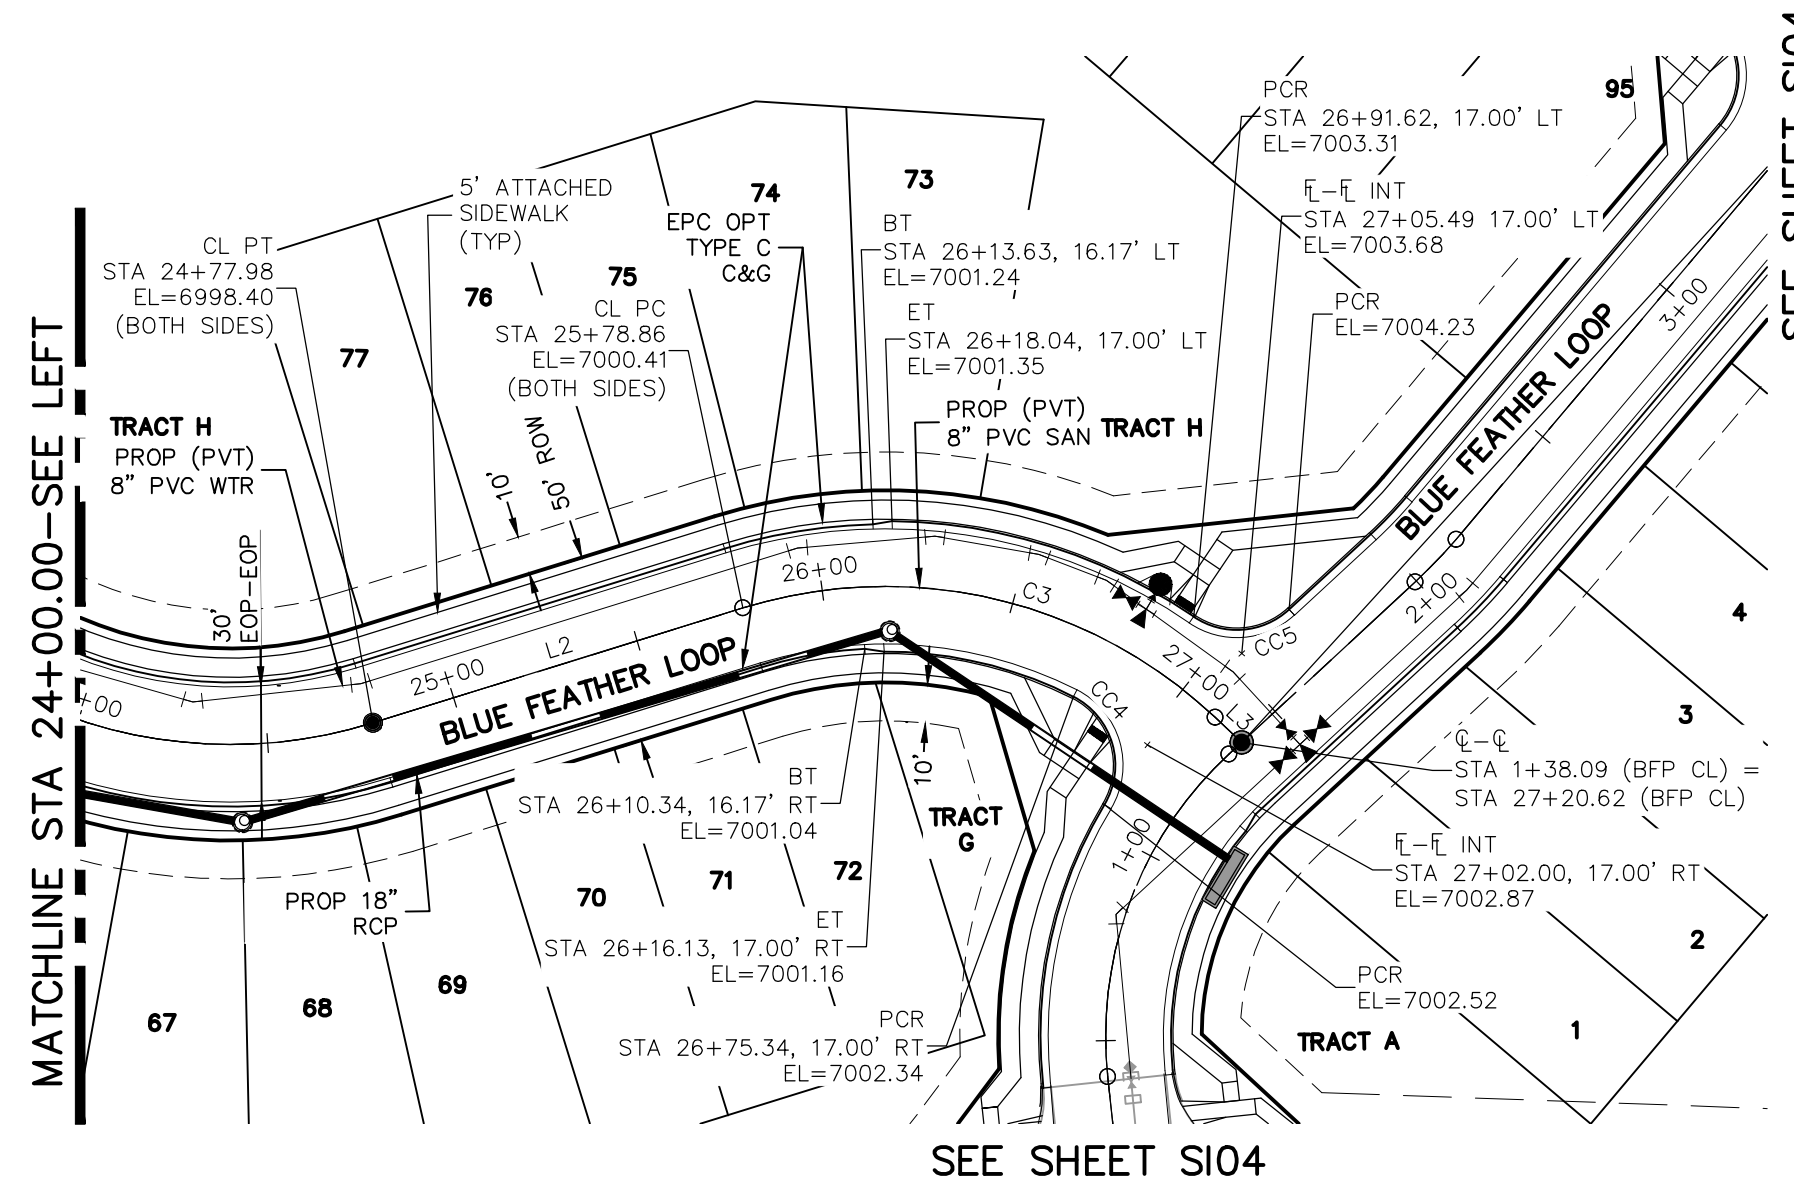 95
PCR
STA 26+91.62, 17.00' LT
EL=7003.31
FL-FL INT
STA 27+05.49 17.00' LT
EL=7003.68
PCR
EL=7004.23
73
74
5' ATTACHED
SIDEWALK
(TYP)
EPC OPT
TYPE C
C&G
BT
STA 26+13.63, 16.17' LT
EL=7001.24
ET
STA 26+18.04, 17.00' LT
EL=7001.35
PROP (PVT)
8" PVC SAN
TRACT H
CL PT
STA 24+77.98
EL=6998.40
(BOTH SIDES)
76
75
CL PC
STA 25+78.86
EL=7000.41
(BOTH SIDES)
77
TRACT H
PROP (PVT)
8" PVC WTR
10'
50' ROW
30'
EOP-EOP
MATCHLINE STA 24+00.00-SEE LEFT
SEE SHEET SI04
3+00
BLUE FEATHER LOOP
2+00
26+00
C3
L2
25+00
+00
BLUE FEATHER LOOP
CC5
27+00
L3
CC4
4
3
CL-CL
STA 1+38.09 (BFP CL) =
STA 27+20.62 (BFP CL)
10'
TRACT
G
1+00
BT
STA 26+10.34, 16.17' RT
EL=7001.04
FL-FL INT
STA 27+02.00, 17.00' RT
EL=7002.87
72
71
70
PROP 18"
RCP
ET
STA 26+16.13, 17.00' RT
EL=7001.16
2
PCR
EL=7002.52
69
68
67
PCR
STA 26+75.34, 17.00' RT
EL=7002.34
TRACT A
1
SEE SHEET SI04